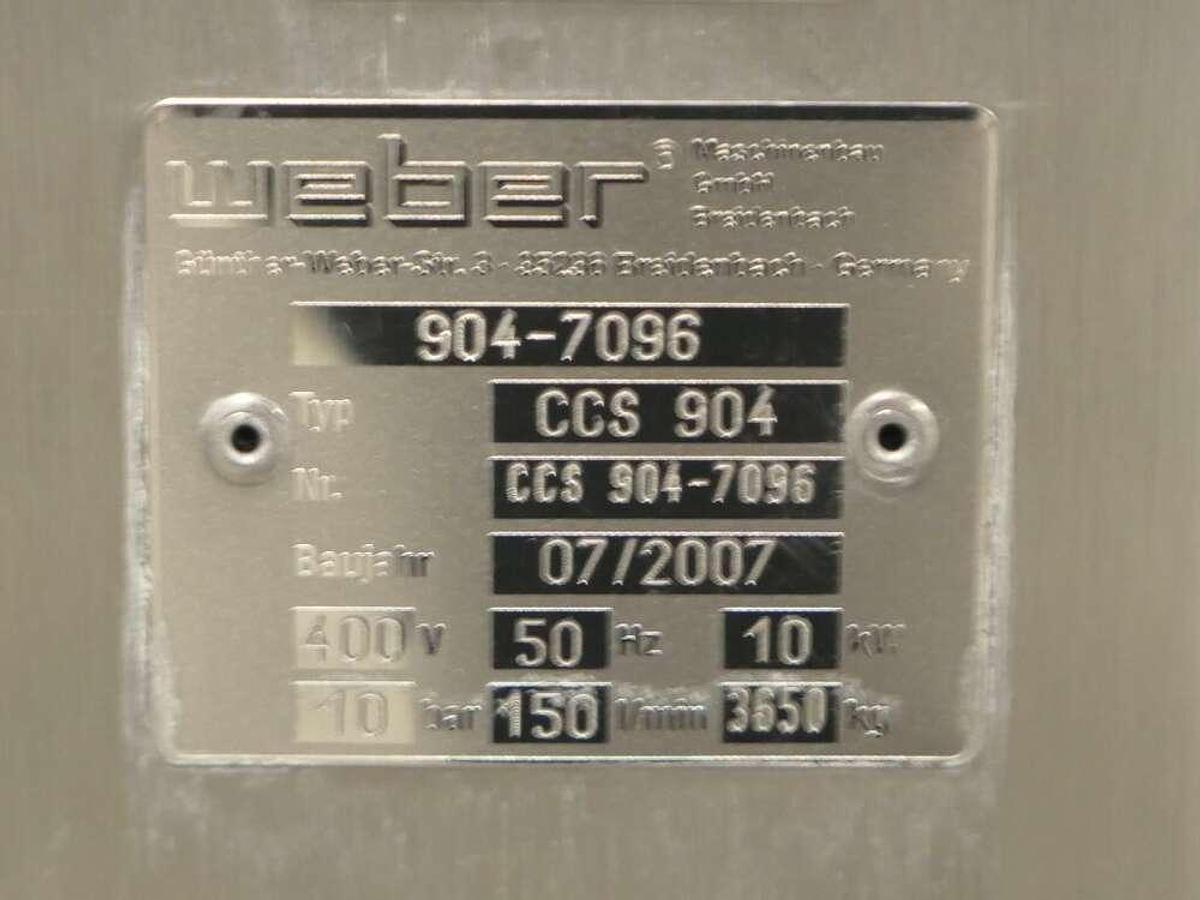 weber® Maschinenbau
GmbH
Breidenbach
Günther-Weber-Str. 3 - 35236 Breidenbach - Germany
904-7096
Typ CCS 904
Nr. CCS 904-7096
Baujahr 07/2007
400 V 50 Hz 10 kW
10 bar 150 l/min 3650 kg